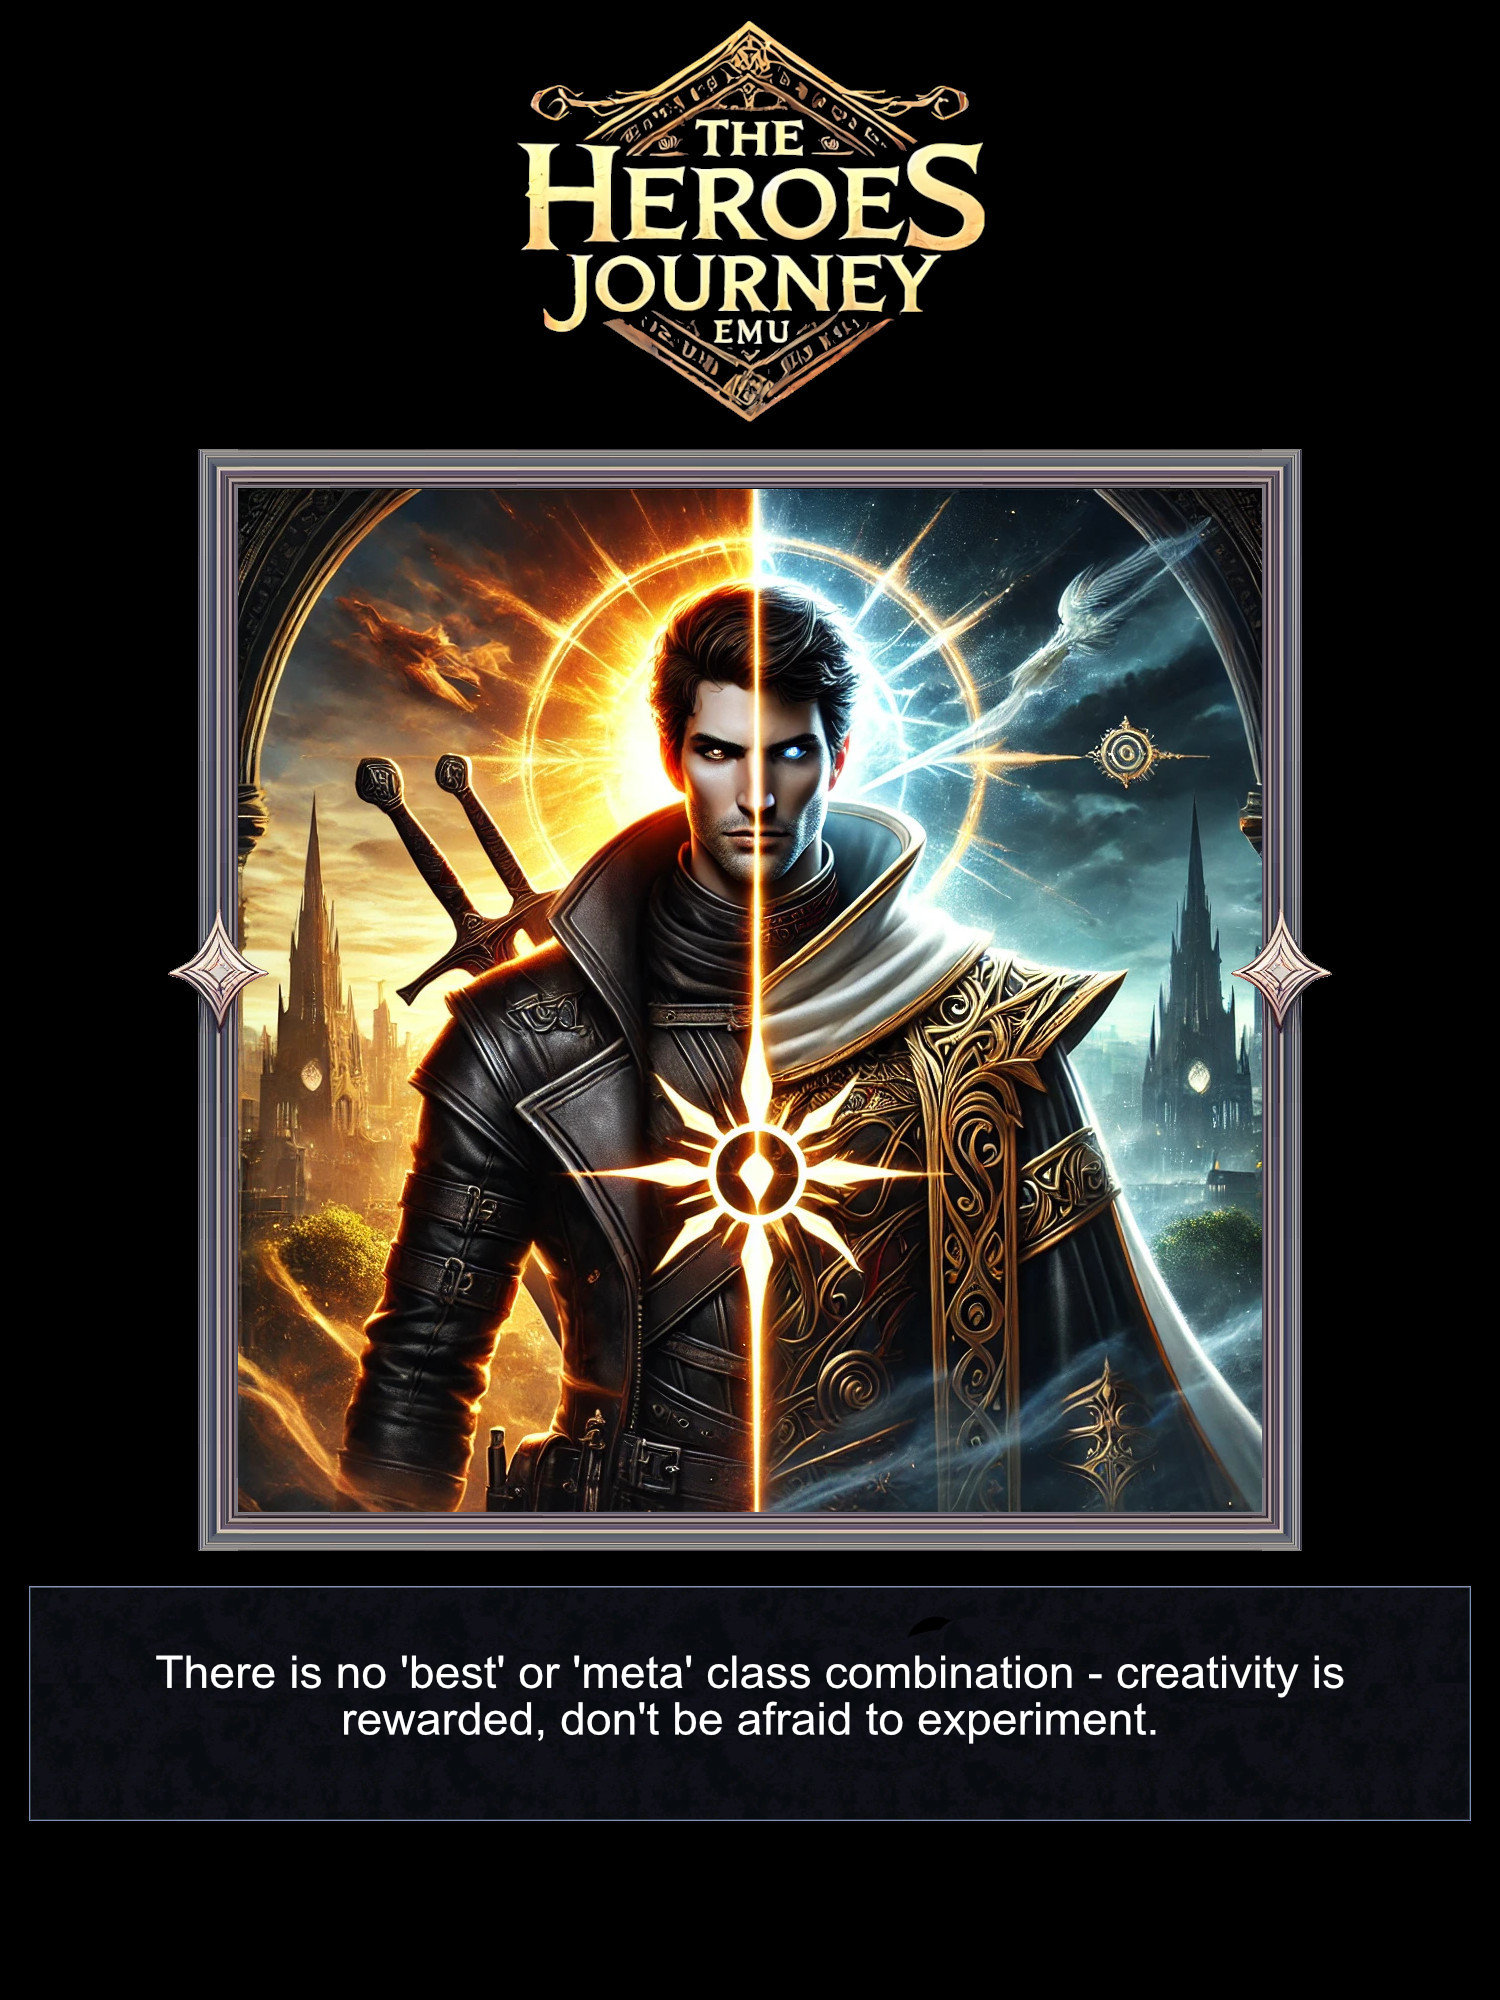 THE
HEROES
JOURNEY
EMU
There is no 'best' or 'meta' class combination - creativity is
rewarded, don't be afraid to experiment.